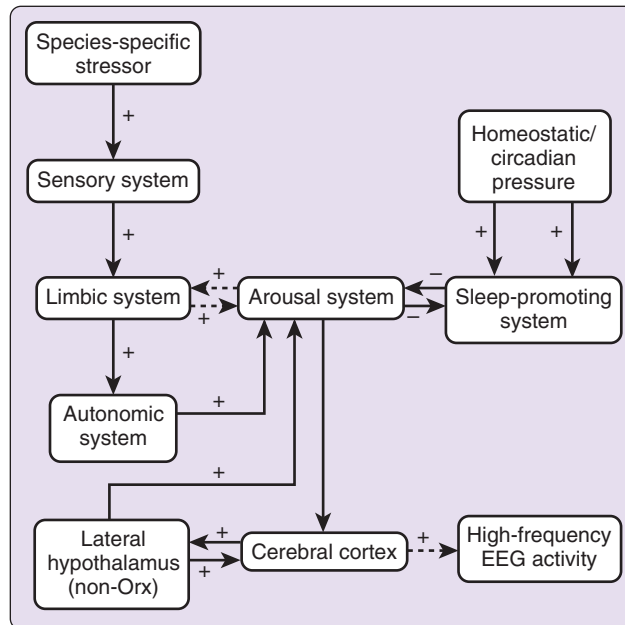 Species-specific
stressor
+
Homeostatic/
circadian
pressure
Sensory system
+
+
+
Limbic system
+
+
Arousal system
−
−
Sleep-promoting
system
+
Autonomic
system
+
+
Lateral
hypothalamus
(non-Orx)
+
+
Cerebral cortex
+
High-frequency
EEG activity